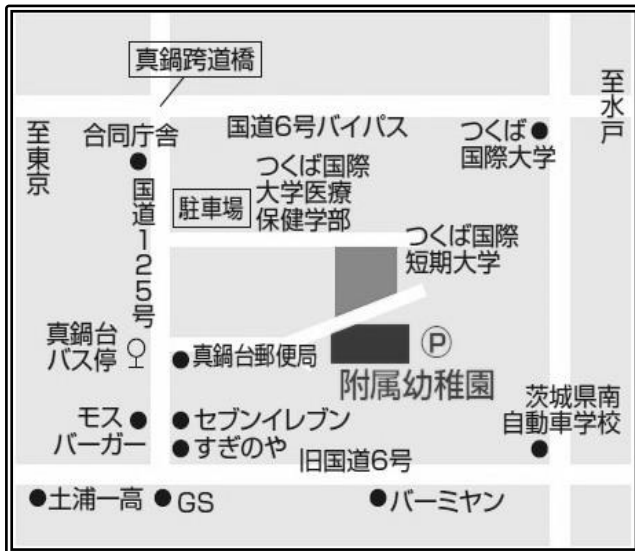 真鍋跨道橋
至水戸
至東京
合同庁舎
国道6号バイパス
つくば
国際大学
つくば国際
大学医療
保健学部
駐車場
国道125号
つくば国際
短期大学
真鍋台
バス停
真鍋台郵便局
P
附属幼稚園
茨城県南
自動車学校
モス
バーガー
セブンイレブン
すぎのや
旧国道6号
土浦一高
GS
バーミヤン